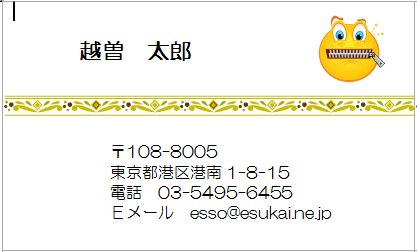 越曽　太郎
〒108-8005
東京都港区港南 1-8-15
電話　03-5495-6455
Ｅメール　esso@esukai.ne.jp